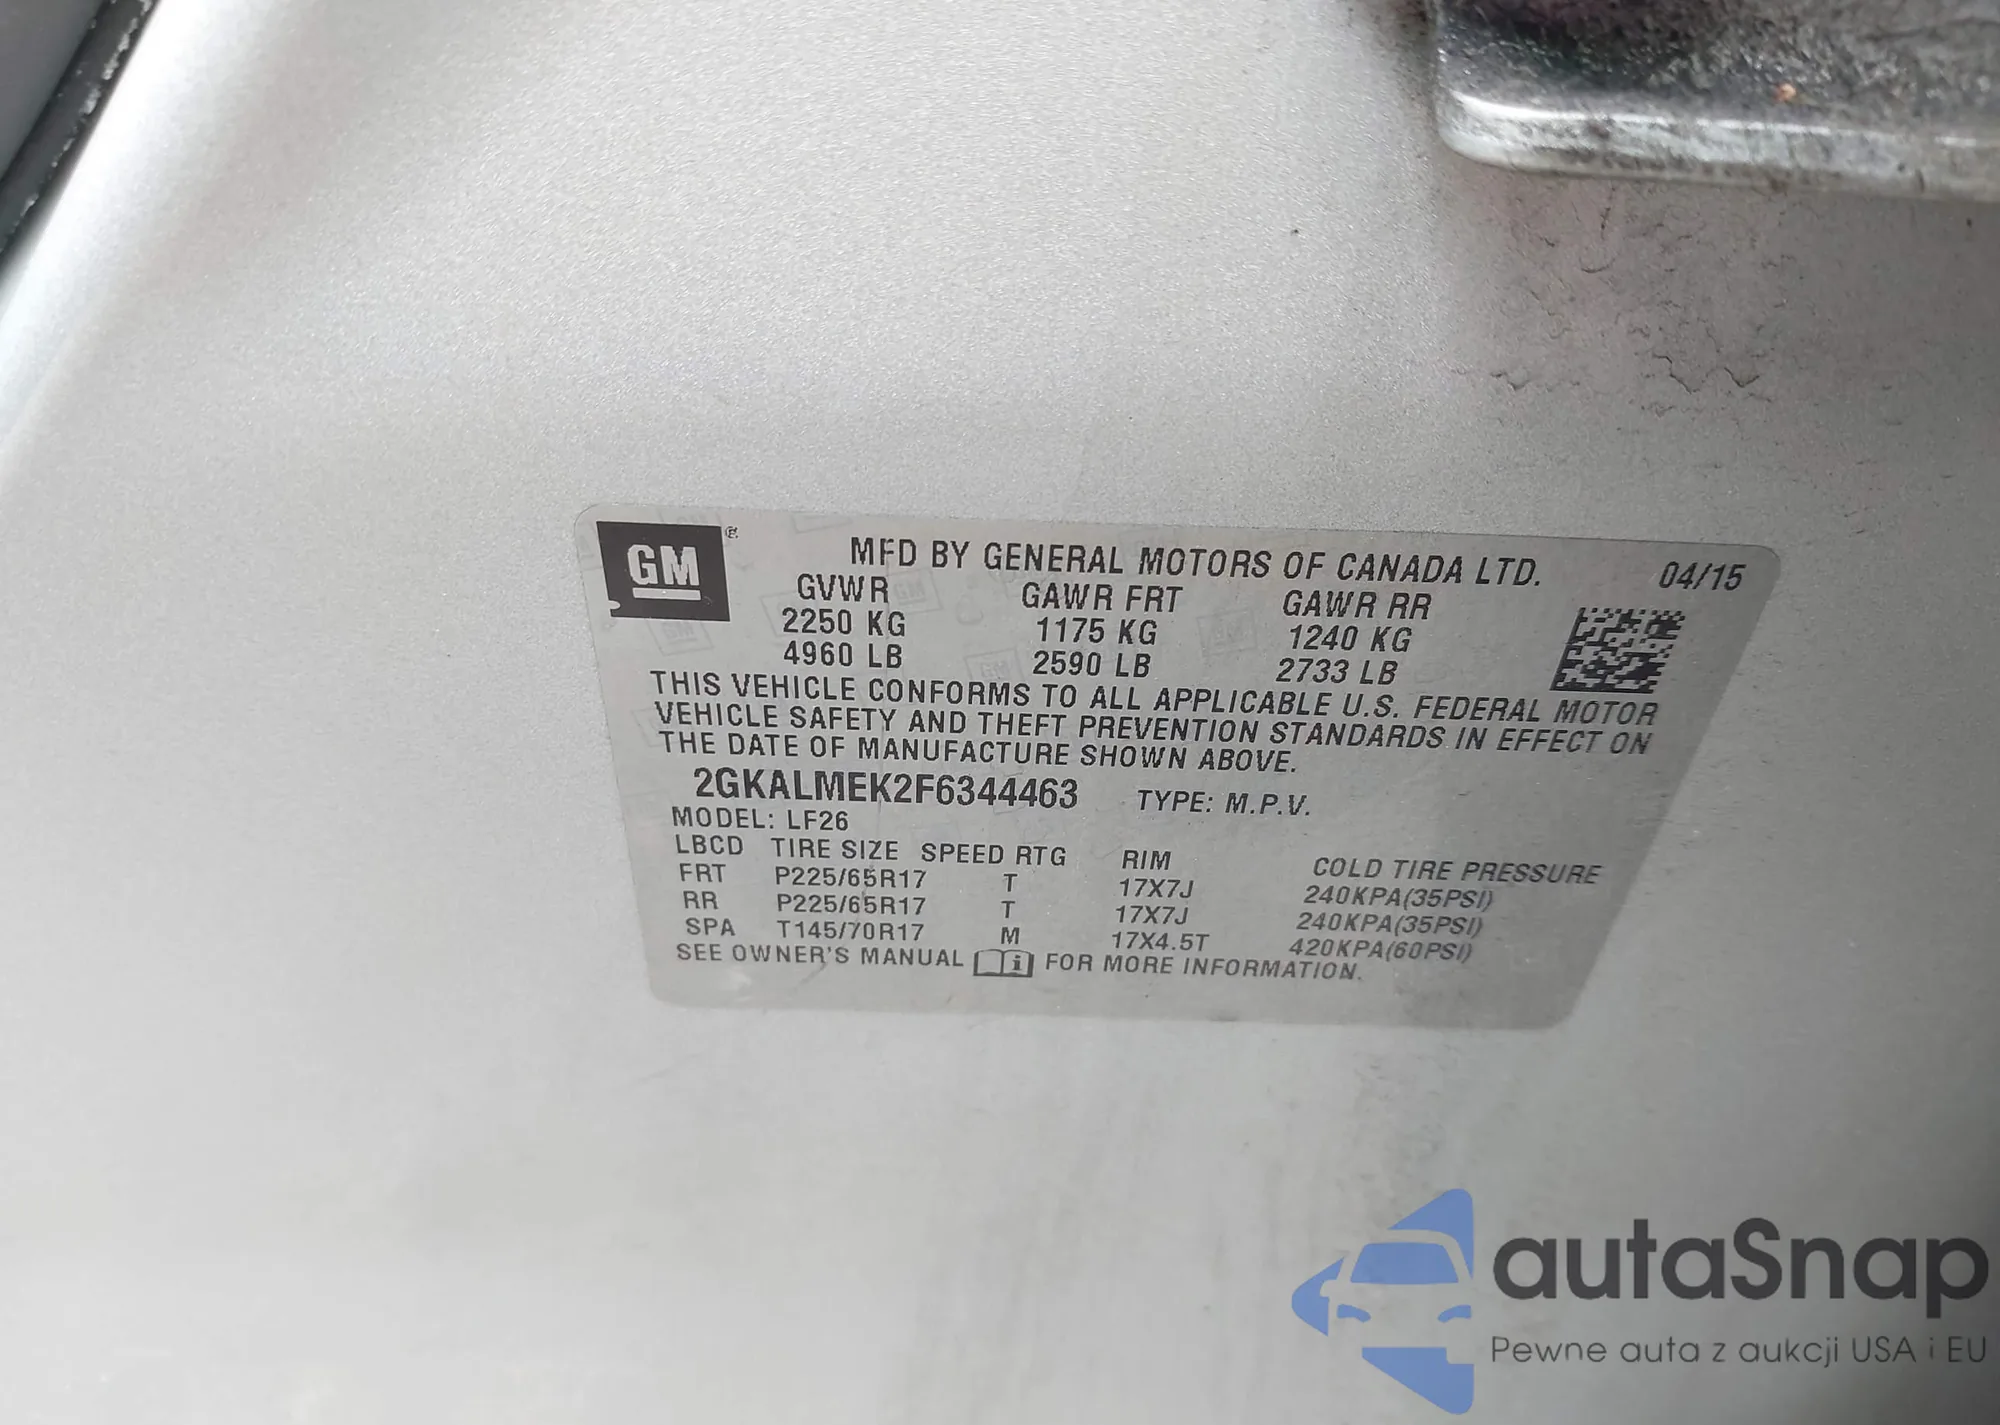 GM ®
MFD BY GENERAL MOTORS OF CANADA LTD. 04/15
GVWR GAWR FRT GAWR RR
2250 KG 1175 KG 1240 KG
4960 LB 2590 LB 2733 LB
THIS VEHICLE CONFORMS TO ALL APPLICABLE U.S. FEDERAL MOTOR
VEHICLE SAFETY AND THEFT PREVENTION STANDARDS IN EFFECT ON
THE DATE OF MANUFACTURE SHOWN ABOVE.
2GKALMEK2F6344463 TYPE: M.P.V.
MODEL: LF26
LBCD TIRE SIZE SPEED RTG RIM COLD TIRE PRESSURE
FRT P225/65R17 T 17X7J 240KPA(35PSI)
RR P225/65R17 T 17X7J 240KPA(35PSI)
SPA T145/70R17 M 17X4.5T 420KPA(60PSI)
SEE OWNER'S MANUAL i FOR MORE INFORMATION.
autaSnap
Pewne auta z aukcji USA i EU